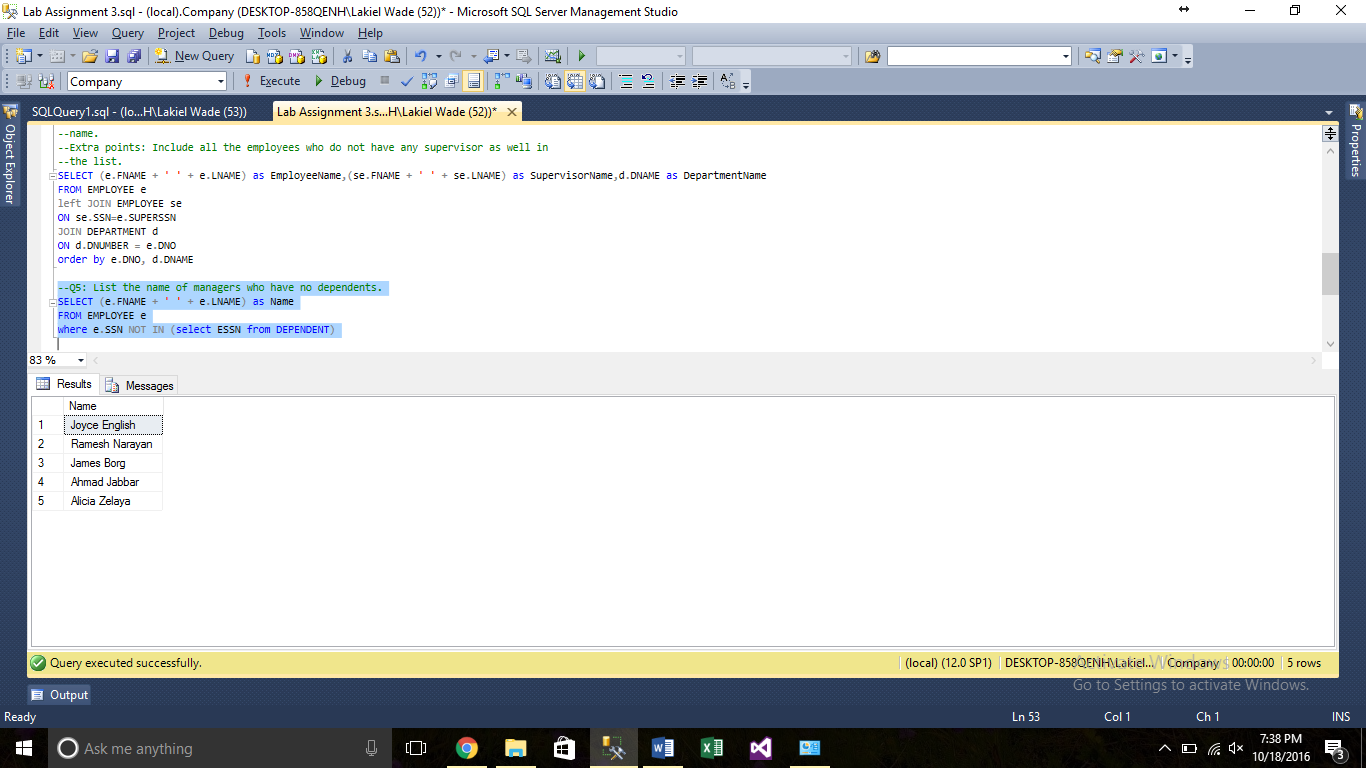 Lab Assignment 3.sql - (local).Company (DESKTOP-858QENH\Lakiel Wade (52))* - Microsoft SQL Server Management Studio
File Edit View Query Project Debug Tools Window Help
New Query
Company Execute Debug
SQLQuery1.sql - (lo...H\Lakiel Wade (53)) Lab Assignment 3.s...H\Lakiel Wade (52))*
Object Explorer
Properties
--name.
--Extra points: Include all the employees who do not have any supervisor as well in
--the list.
SELECT (e.FNAME + ' ' + e.LNAME) as EmployeeName,(se.FNAME + ' ' + se.LNAME) as SupervisorName,d.DNAME as DepartmentName
FROM EMPLOYEE e
left JOIN EMPLOYEE se
ON se.SSN=e.SUPERSSN
JOIN DEPARTMENT d
ON d.DNUMBER = e.DNO
order by e.DNO, d.DNAME
--Q5: List the name of managers who have no dependents.
SELECT (e.FNAME + ' ' + e.LNAME) as Name
FROM EMPLOYEE e
where e.SSN NOT IN (select ESSN from DEPENDENT)
83 %
Results Messages
Name
1 Joyce English
2 Ramesh Narayan
3 James Borg
4 Ahmad Jabbar
5 Alicia Zelaya
Query executed successfully. (local) (12.0 SP1) DESKTOP-858QENH\Lakiel... Company 00:00:00 5 rows
Activate Windows
Go to Settings to activate Windows.
Output
Ready Ln 53 Col 1 Ch 1 INS
Ask me anything
7:38 PM
10/18/2016
3